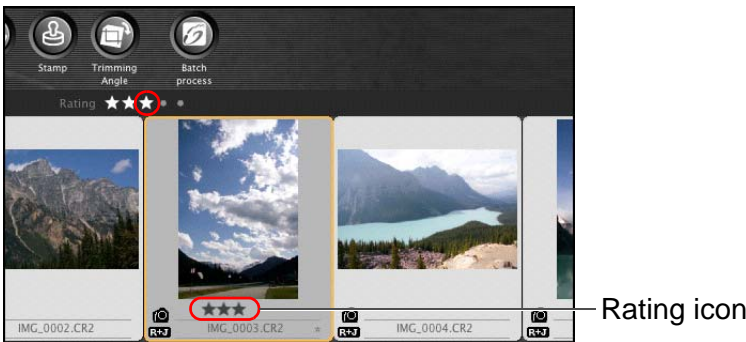 Stamp
Trimming
Angle
Batch
process
Rating
Rating icon
R+J
R+J
R+J
IMG_0002.CR2
IMG_0003.CR2 *
IMG_0004.CR2